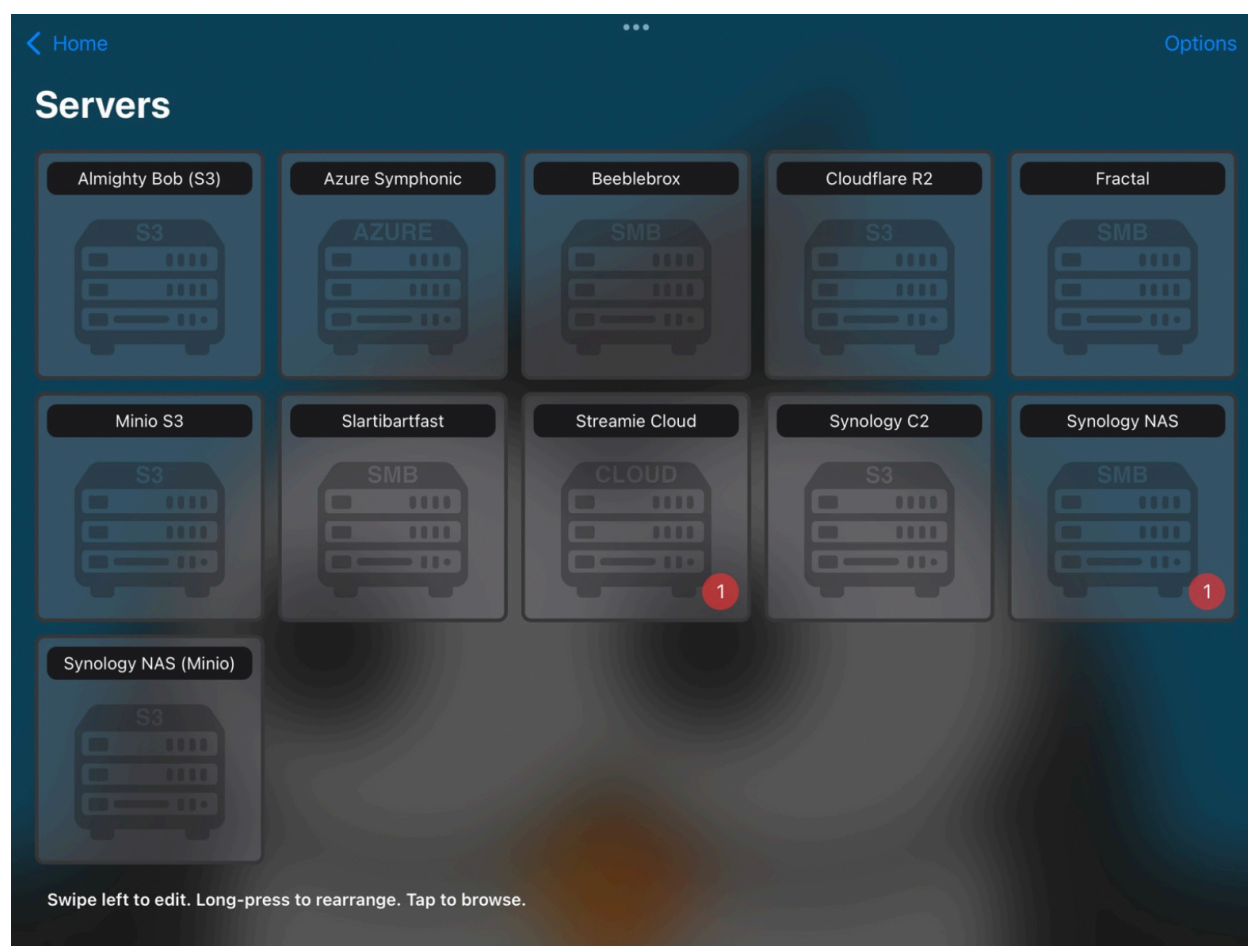 Home
Options
Servers
Almighty Bob (S3)
Azure Symphonic
Beeblebrox
Cloudflare R2
Fractal
S3
AZURE
SMB
S3
SMB
Minio S3
Slartibartfast
Streamie Cloud
Synology C2
Synology NAS
S3
SMB
CLOUD
S3
SMB
1
1
Synology NAS (Minio)
S3
Swipe left to edit. Long-press to rearrange. Tap to browse.